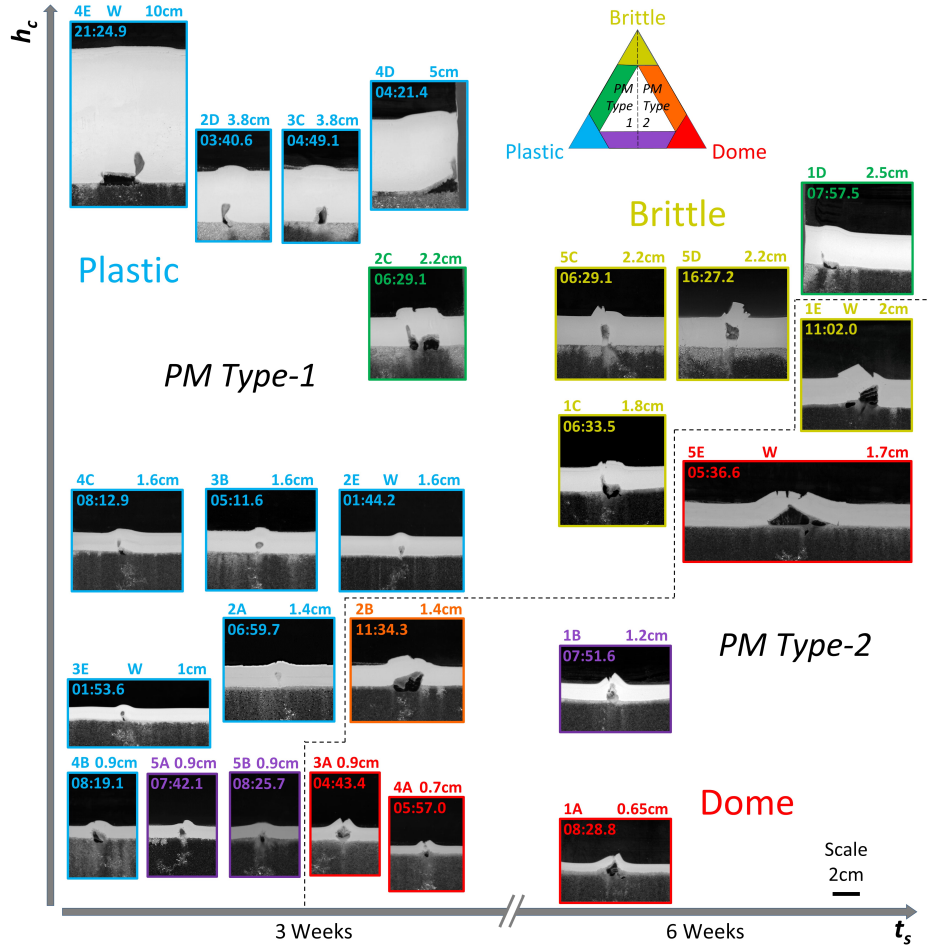 h_c
4E W 10cm
21:24.9
2D 3.8cm
03:40.6
3C 3.8cm
04:49.1
4D 5cm
04:21.4
Brittle
PM Type 1
PM Type 2
Plastic
Dome
Plastic
2C 2.2cm
06:29.1
Brittle
5C 2.2cm
06:29.1
5D 2.2cm
16:27.2
1D 2.5cm
07:57.5
1E W 2cm
11:02.0
PM Type-1
1C 1.8cm
06:33.5
5E W 1.7cm
05:36.6
4C 1.6cm
08:12.9
3B 1.6cm
05:11.6
2E W 1.6cm
01:44.2
2A 1.4cm
06:59.7
2B 1.4cm
11:34.3
3E W 1cm
01:53.6
1B 1.2cm
07:51.6
PM Type-2
4B 0.9cm
08:19.1
5A 0.9cm
07:42.1
5B 0.9cm
08:25.7
3A 0.9cm
04:43.4
4A 0.7cm
05:57.0
1A 0.65cm
08:28.8
Dome
Scale
2cm
3 Weeks
6 Weeks
t_s